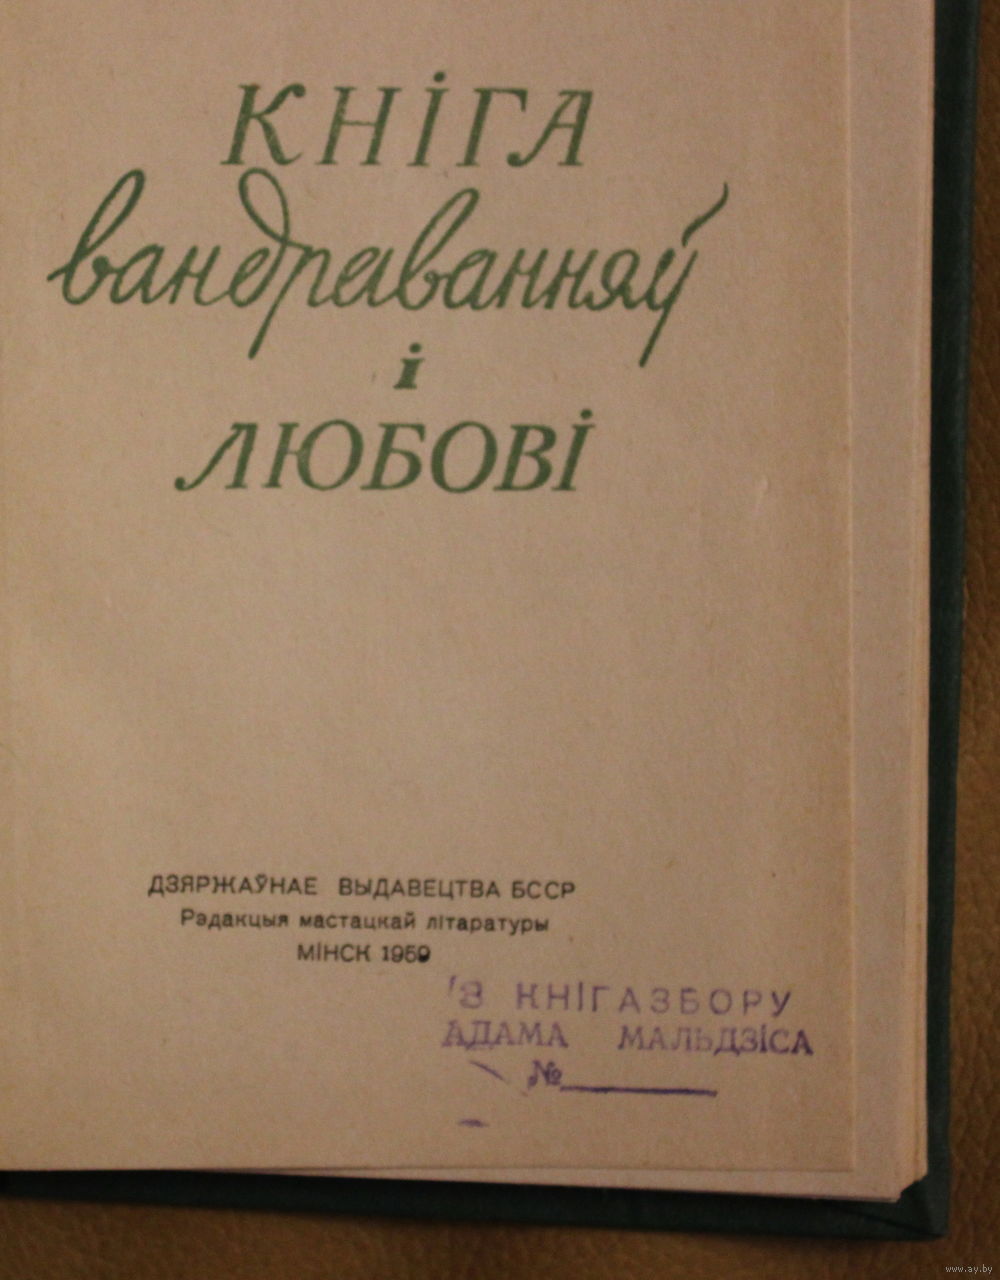 КНІГА
вандраванняў
і
ЛЮБОВІ
ДЗЯРЖАЎНАЕ ВЫДАВЕЦТВА БССР
Рэдакцыя мастацкай літаратуры
МІНСК 1959
З КНІГАЗБОРУ
АДАМА МАЛЬДЗІСА
№
www.ay.by